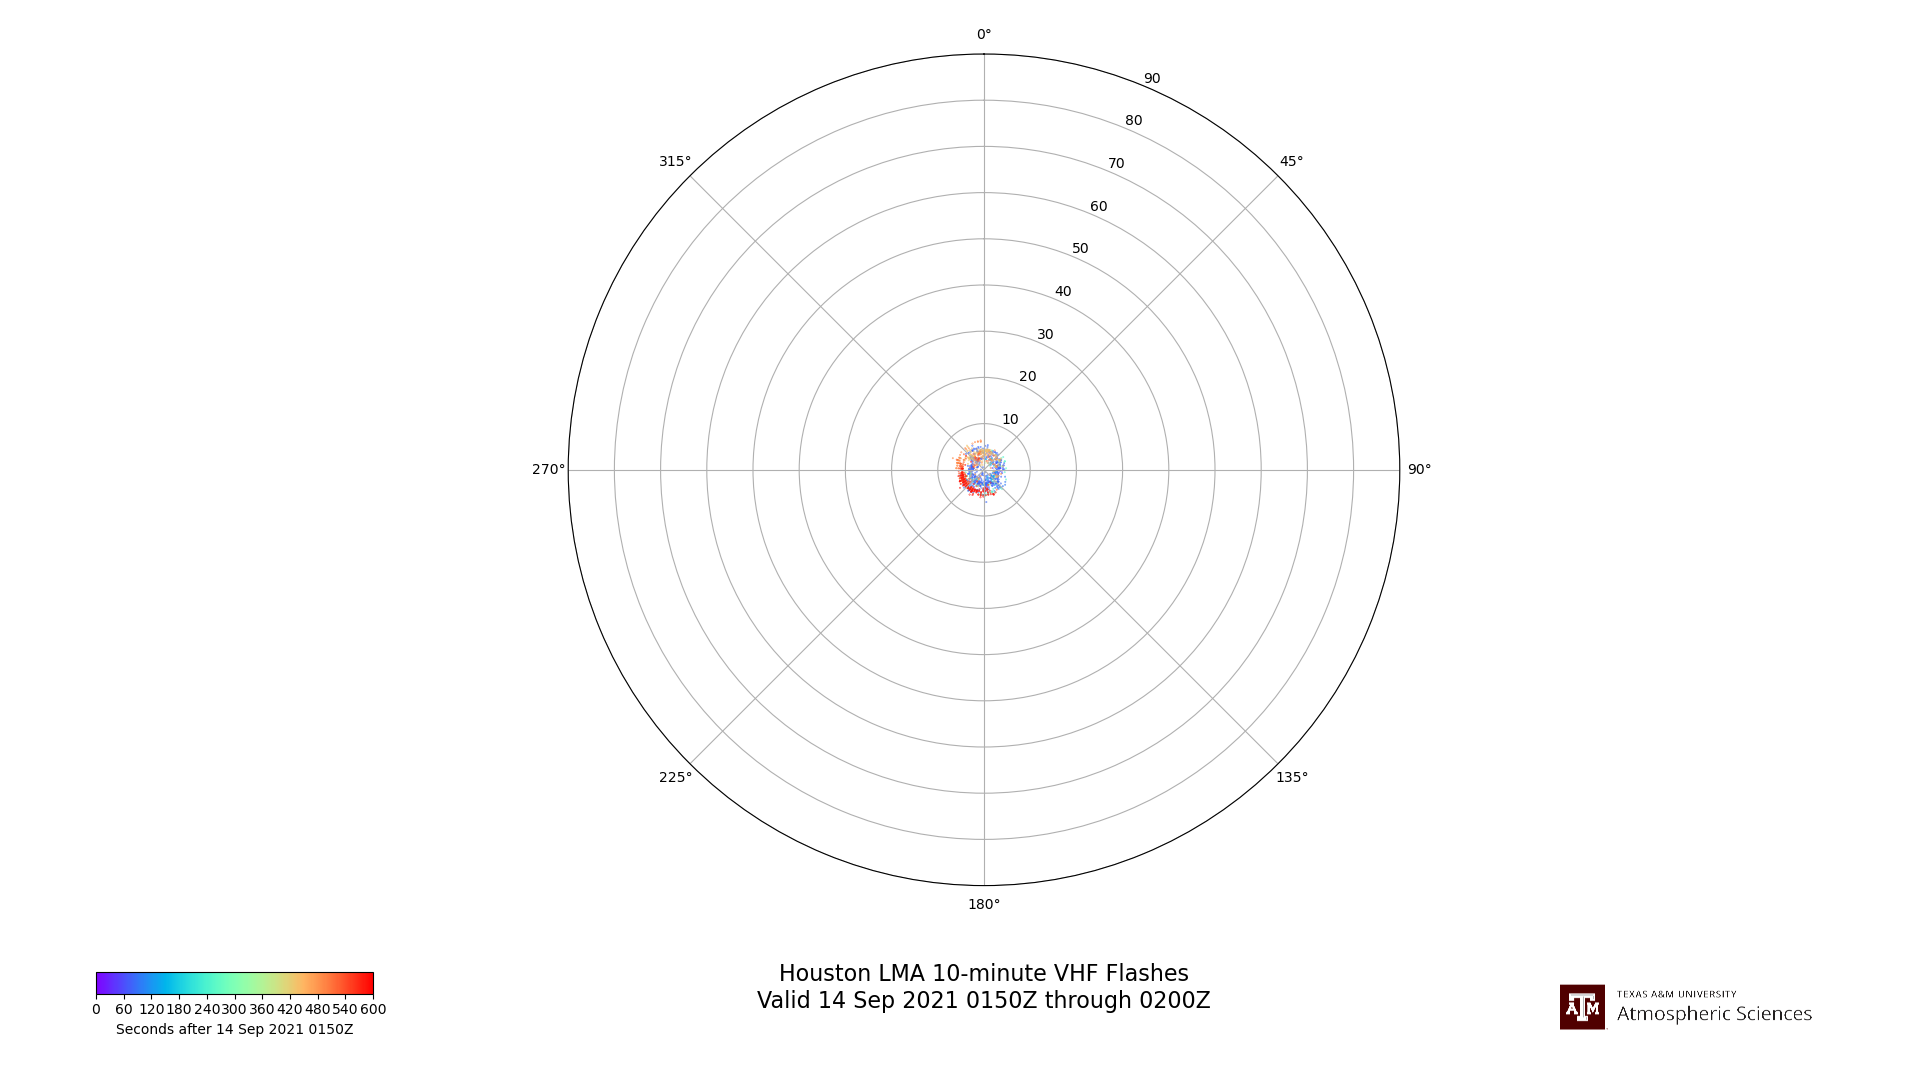 0°
90
80
315°
45°
70
60
50
40
30
20
10
270°
90°
225°
135°
180°
Houston LMA 10-minute VHF Flashes
Valid 14 Sep 2021 0150Z through 0200Z
0 60 120 180 240 300 360 420 480 540 600
Seconds after 14 Sep 2021 0150Z
ATM
TEXAS A&M UNIVERSITY
Atmospheric Sciences